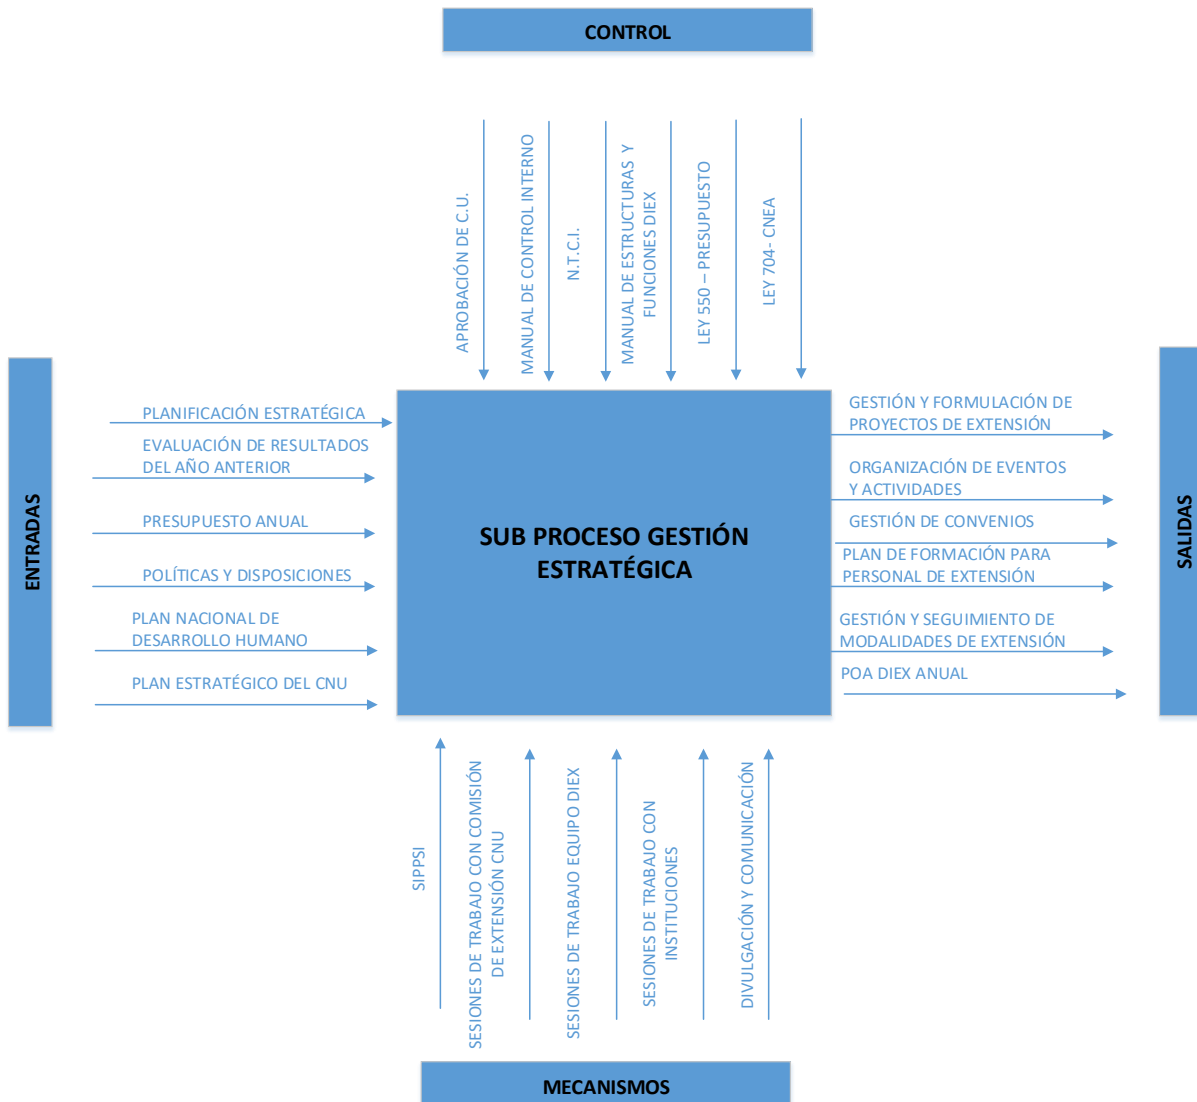 CONTROL
APROBACIÓN DE C.U.
MANUAL DE CONTROL INTERNO
N.T.C.I.
MANUAL DE ESTRUCTURAS Y
FUNCIONES DIEX
LEY 550 – PRESUPUESTO
LEY 704- CNEA
ENTRADAS
PLANIFICACIÓN ESTRATÉGICA
EVALUACIÓN DE RESULTADOS
DEL AÑO ANTERIOR
PRESUPUESTO ANUAL
POLÍTICAS Y DISPOSICIONES
PLAN NACIONAL DE
DESARROLLO HUMANO
PLAN ESTRATÉGICO DEL CNU
SUB PROCESO GESTIÓN
ESTRATÉGICA
GESTIÓN Y FORMULACIÓN DE
PROYECTOS DE EXTENSIÓN
ORGANIZACIÓN DE EVENTOS
Y ACTIVIDADES
GESTIÓN DE CONVENIOS
PLAN DE FORMACIÓN PARA
PERSONAL DE EXTENSIÓN
GESTIÓN Y SEGUIMIENTO DE
MODALIDADES DE EXTENSIÓN
POA DIEX ANUAL
SALIDAS
SIPPSI
SESIONES DE TRABAJO CON COMISIÓN
DE EXTENSIÓN CNU
SESIONES DE TRABAJO EQUIPO DIEX
SESIONES DE TRABAJO CON
INSTITUCIONES
DIVULGACIÓN Y COMUNICACIÓN
MECANISMOS